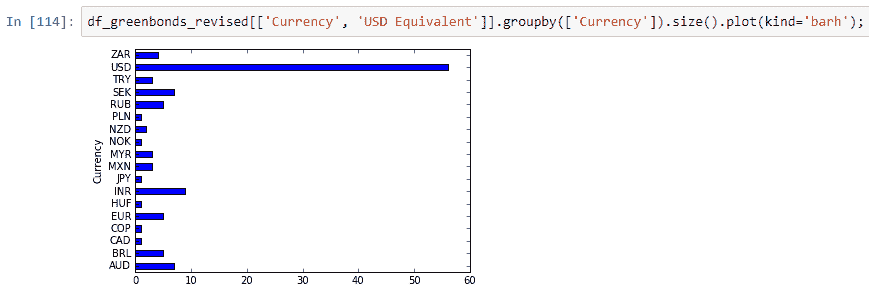 In [114]: df_greenbonds_revised[['Currency', 'USD Equivalent']].groupby(['Currency']).size().plot(kind='barh');
ZAR
USD
TRY
SEK
RUB
PLN
NZD
NOK
MYR
MXN
JPY
INR
HUF
EUR
COP
CAD
BRL
AUD
Currency
0 10 20 30 40 50 60